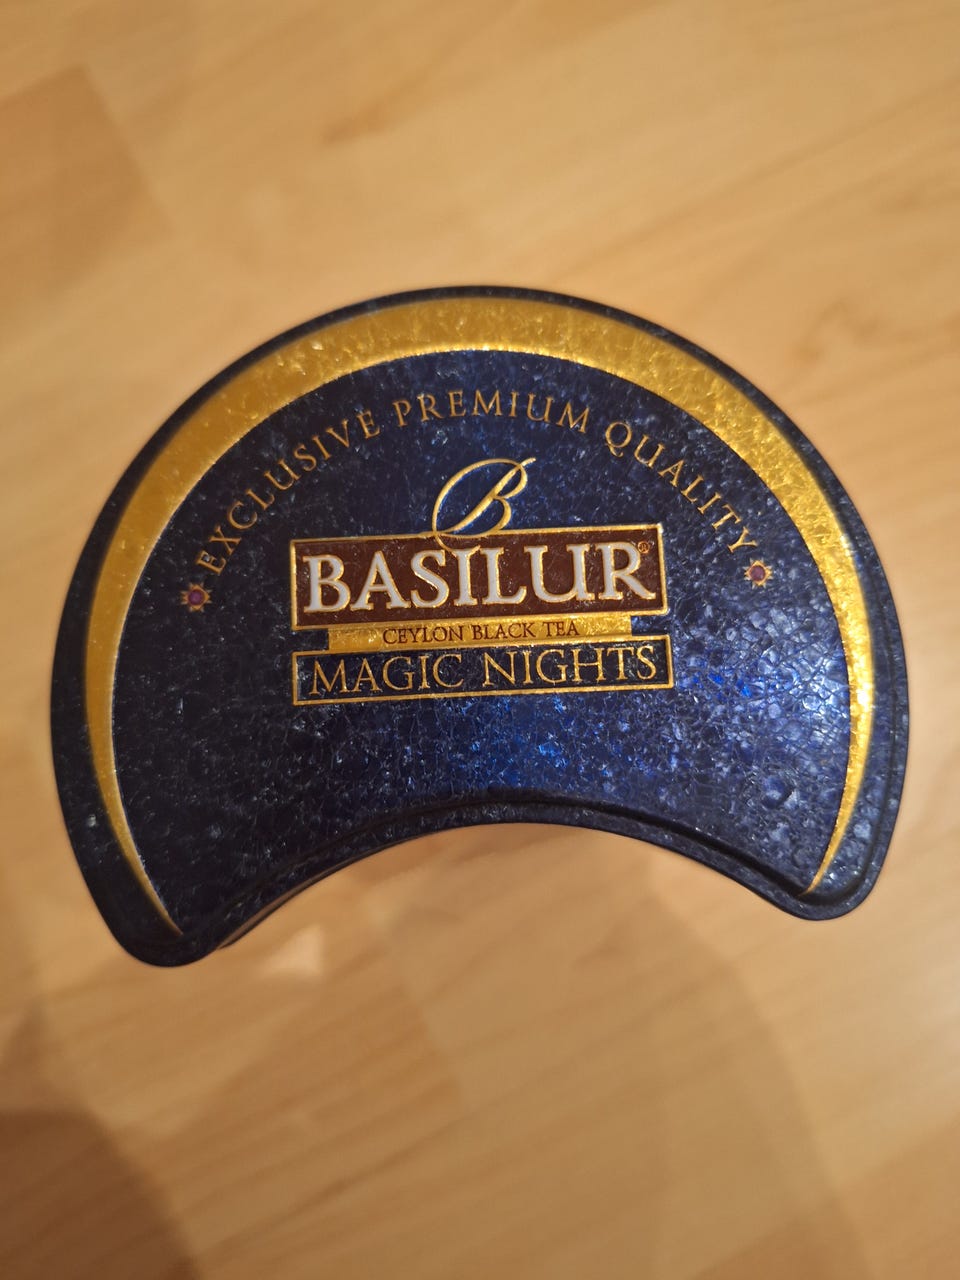 EXCLUSIVE PREMIUM QUALITY
B
BASILUR®
CEYLON BLACK TEA
MAGIC NIGHTS